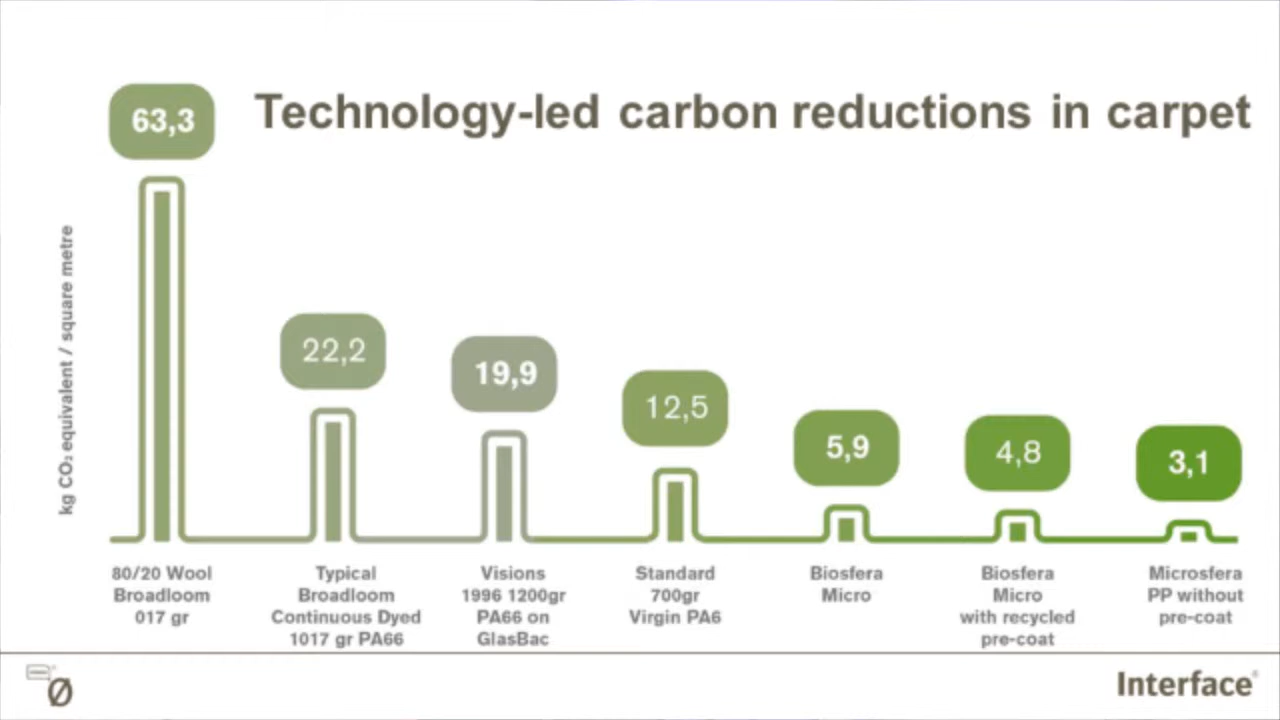 63,3
Technology-led carbon reductions in carpet
22,2
19,9
12,5
5,9
4,8
3,1
kg CO₂ equivalent / square metre
80/20 Wool
Broadloom
017 gr
Typical
Broadloom
Continuous Dyed
1017 gr PA66
Visions
1996 1200gr
PA66 on
GlasBac
Standard
700gr
Virgin PA6
Biosfera
Micro
Biosfera
Micro
with recycled
pre-coat
Microsfera
PP without
pre-coat
Ø
Interface®